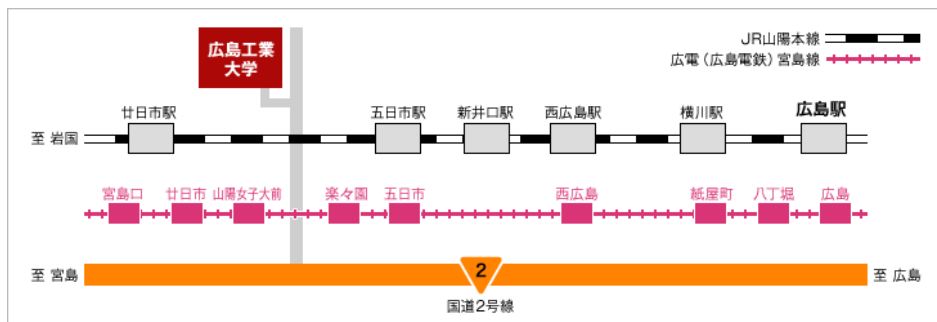 広島工業
大学
JR山陽本線
広電（広島電鉄）宮島線
廿日市駅
五日市駅
新井口駅
西広島駅
横川駅
広島駅
至 岩国
宮島口
廿日市
山陽女子大前
楽々園
五日市
西広島
紙屋町
八丁堀
広島
至 宮島
2
至 広島
国道2号線